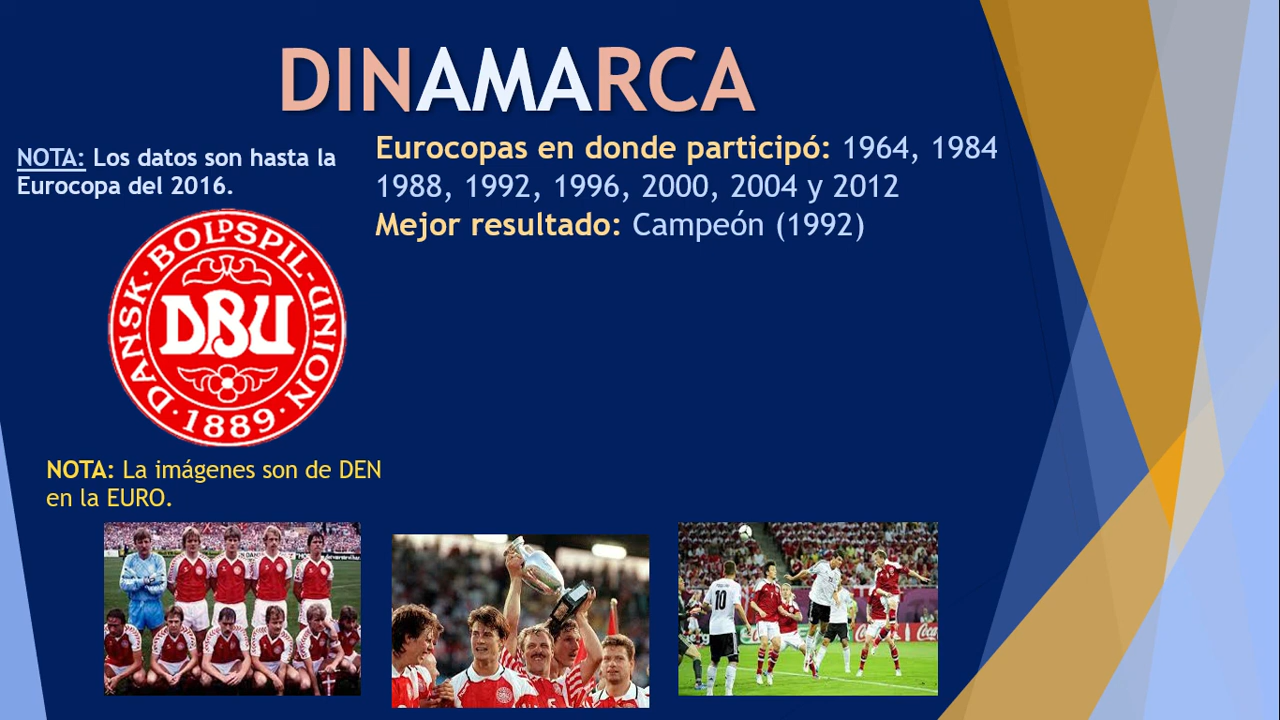 DINAMARCA
NOTA: Los datos son hasta la
Eurocopa del 2016.
Eurocopas en donde participó: 1964, 1984
1988, 1992, 1996, 2000, 2004 y 2012
Mejor resultado: Campeón (1992)
DANSK · BOLDSPIL-UNION
DBU
· 1889 ·
NOTA: La imágenes son de DEN
en la EURO.
10